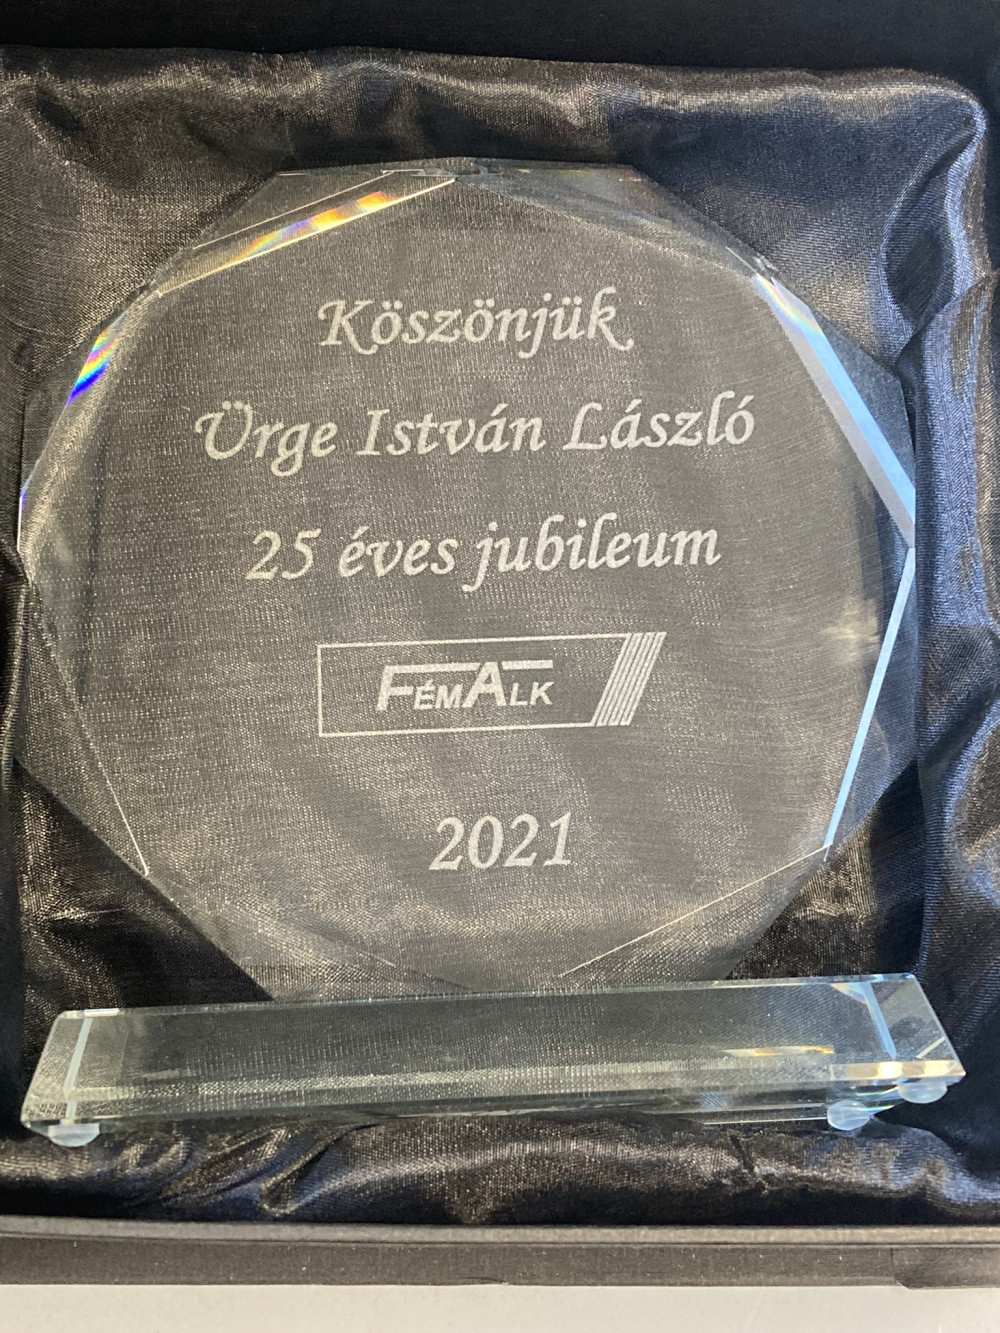 Köszönjük
Ürge István László
25 éves jubileum
FÉMALK
2021